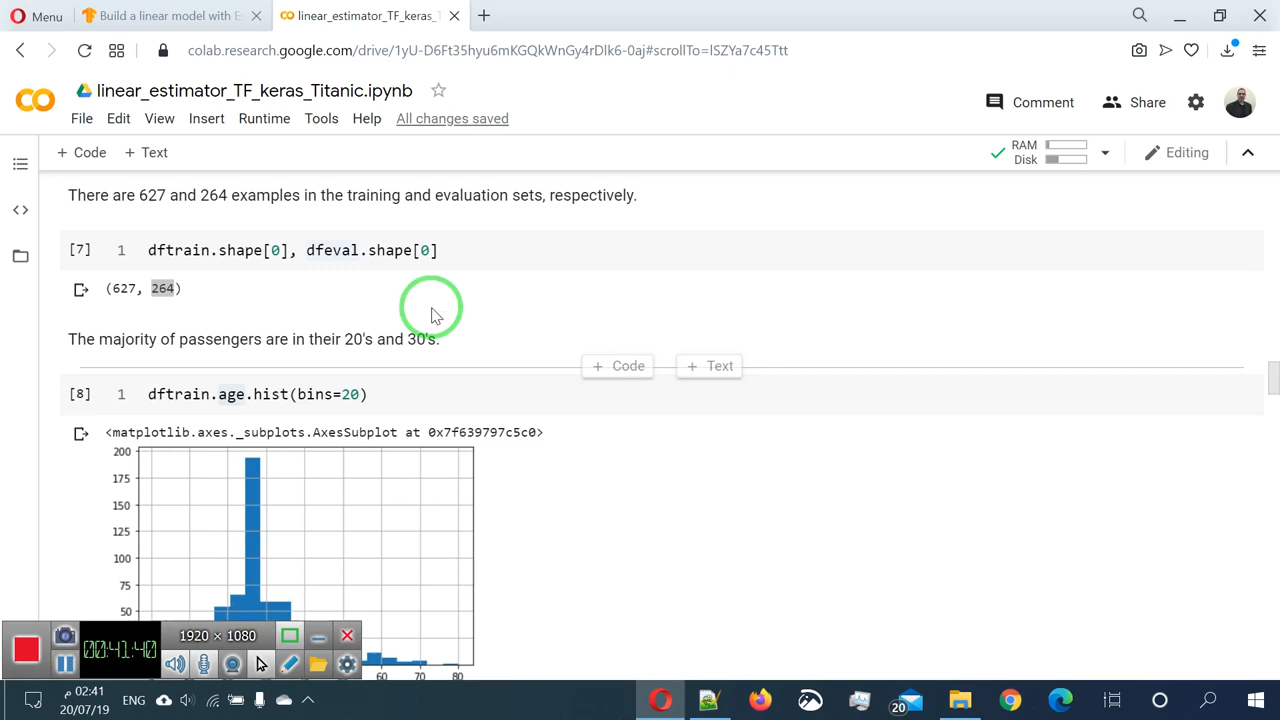 Menu
Build a linear model with Es
linear_estimator_TF_keras_T
colab.research.google.com/drive/1yU-D6Ft35hyu6mKGQkWnGy4rDIk6-0aj#scrollTo=lSZYa7c45Ttt
linear_estimator_TF_keras_Titanic.ipynb
Comment
Share
File Edit View Insert Runtime Tools Help All changes saved
+ Code + Text
RAM
Disk
Editing
There are 627 and 264 examples in the training and evaluation sets, respectively.
[7] 1 dftrain.shape[0], dfeval.shape[0]
(627, 264)
The majority of passengers are in their 20's and 30's.
+ Code + Text
[8] 1 dftrain.age.hist(bins=20)
<matplotlib.axes._subplots.AxesSubplot at 0x7f639797c5c0>
200
175
150
125
100
75
50
60 70 80
00:41:40
1920 × 1080
02:41 م
20/07/19
ENG
20